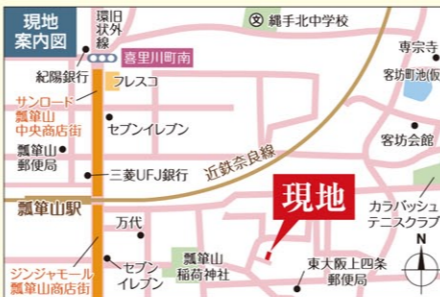 現地
案内図
旧状外
環外線
喜里川町南
文 縄手北中学校
専宗寺
客坊町池(仮
紀陽銀行
フレスコ
サンロード
瓢箪山
中央商店街
セブンイレブン
客坊会館
瓢箪山
郵便局
近鉄奈良線
三菱UFJ銀行
瓢箪山駅
現地
カラバッシュ
テニスクラブ
万代
瓢箪山
稲荷神社
ジンジャモール
瓢箪山商店街
セブン
イレブン
東大阪上四条
郵便局
N